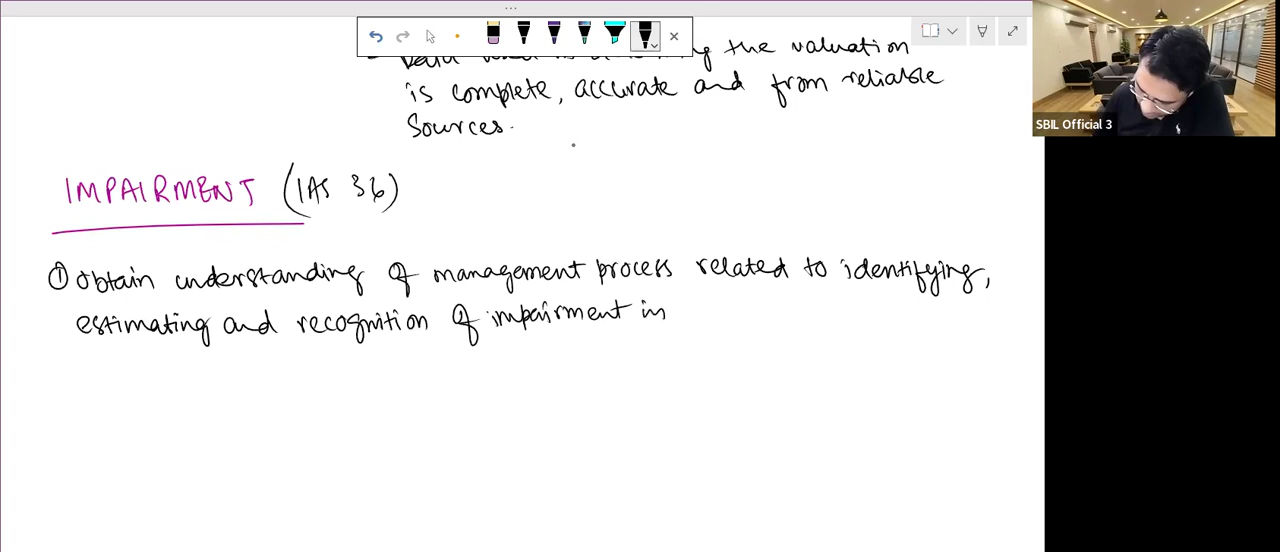 the valuation
is complete, accurate and from reliable
sources.
IMPAIRMENT (IAS 36)
① Obtain understanding of management process related to identifying,
estimating and recognition of impairment in
SBIL Official 3